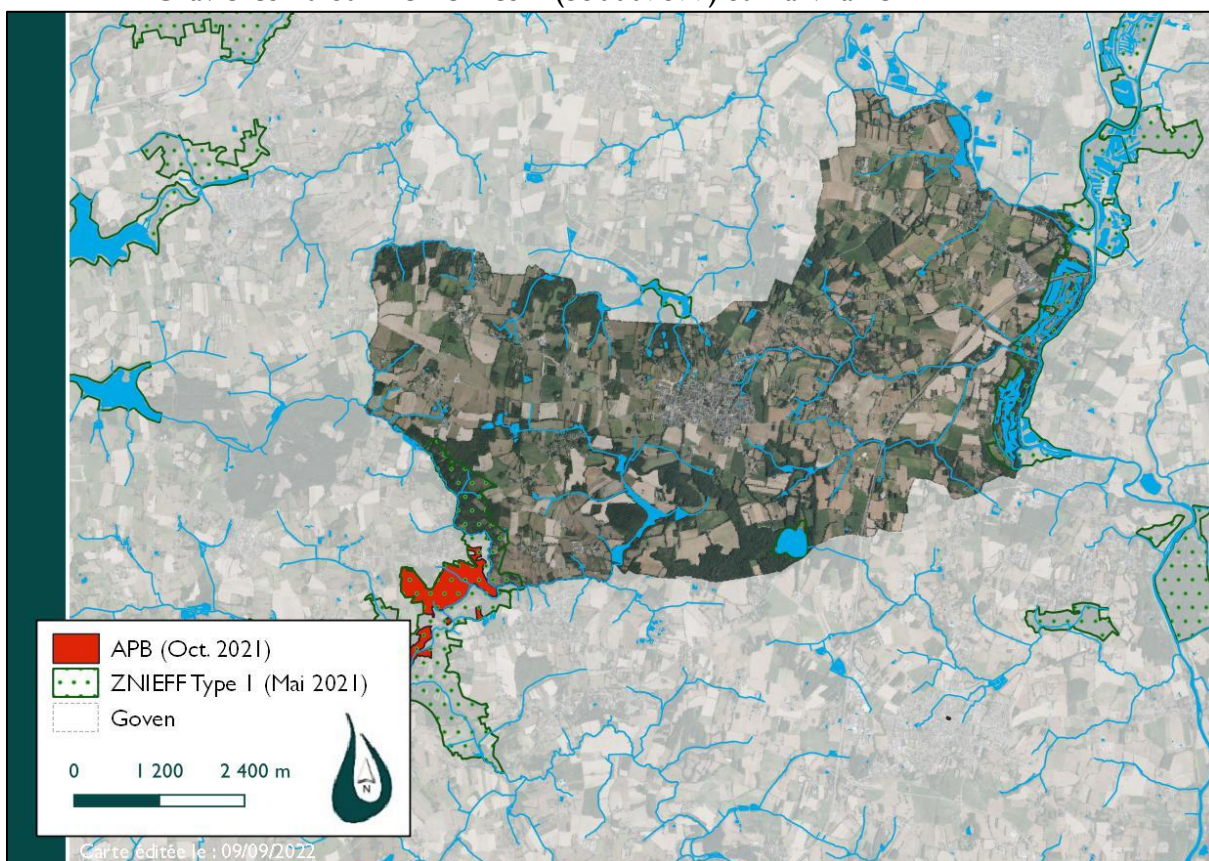 APB (Oct. 2021)
ZNIEFF Type 1 (Mai 2021)
Goven
0 1 200 2 400 m
N
Carte éditée le : 09/09/2022